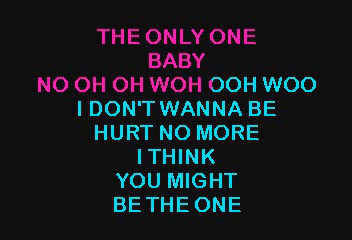 THE ONLY ONE
BABY
NO OH OH WOH OOH WOO
I DON'T WANNA BE
HURT NO MORE
I THINK
YOU MIGHT
BE THE ONE